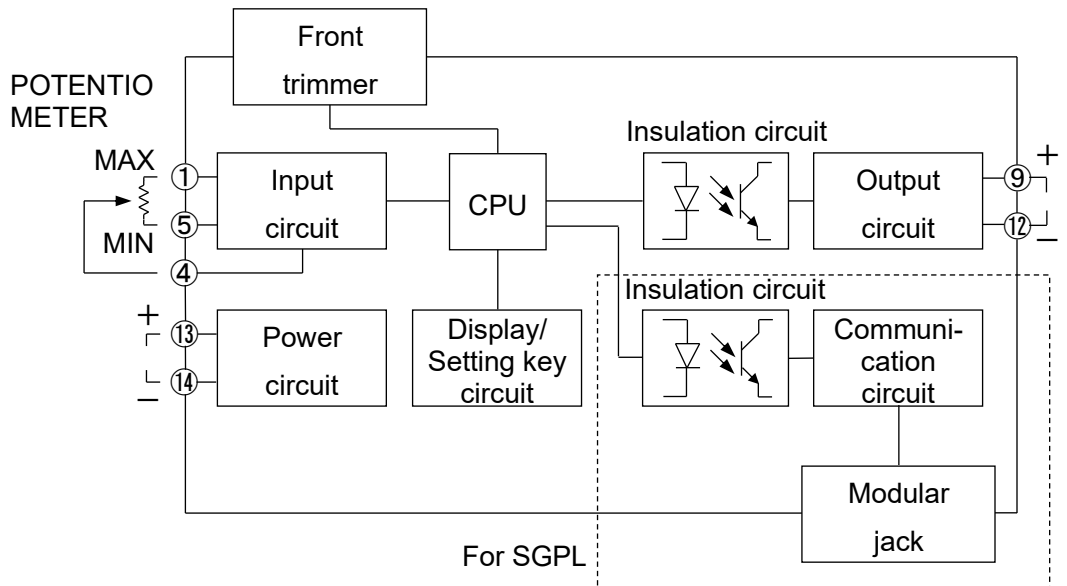 Front
trimmer
POTENTIO
METER
MAX
①
⑤
MIN
④
Input
circuit
CPU
Insulation circuit
Output
circuit
⑨
+
⑫
−
+
⑬
⑭
−
Power
circuit
Display/
Setting key
circuit
Insulation circuit
Communi-
cation
circuit
Modular
jack
For SGPL